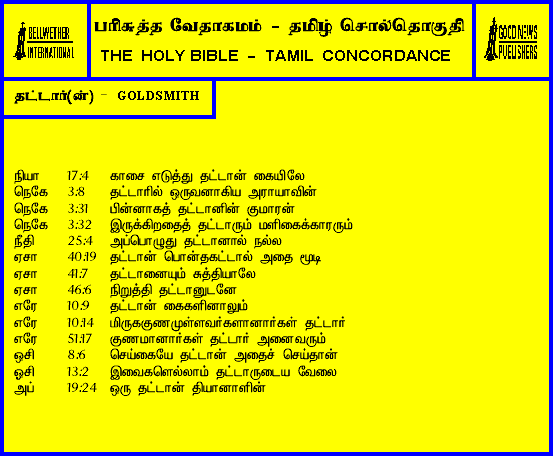 BELLWETHER
INTERNATIONAL
பரிசுத்த வேதாகமம் - தமிழ் சொல்தொகுதி
THE HOLY BIBLE - TAMIL CONCORDANCE
GOOD NEWS
PUBLISHERS
தட்டார்(ன்) - GOLDSMITH
நியா 17:4 காசை எடுத்து தட்டான் கையிலே
நெகே 3:8 தட்டாரில் ஒருவனாகிய அராயாவின்
நெகே 3:31 பின்னாகத் தட்டானின் குமாரன்
நெகே 3:32 இருக்கிறதைத் தட்டாரும் மளிகைக்காரரும்
நீதி 25:4 அப்பொழுது தட்டானால் நல்ல
ஏசா 40:19 தட்டான் பொன்தகட்டால் அதை மூடி
ஏசா 41:7 தட்டானையும் சுத்தியாலே
ஏசா 46:6 நிறுத்தி தட்டானுடனே
எரே 10:9 தட்டான் கைகளினாலும்
எரே 10:14 மிருககுணமுள்ளவர்களானார்கள் தட்டார்
எரே 51:17 குணமானார்கள் தட்டார் அனைவரும்
ஓசி 8:6 செய்கையே தட்டான் அதைச் செய்தான்
ஓசி 13:2 இவைகளெல்லாம் தட்டாருடைய வேலை
அப் 19:24 ஒரு தட்டான் தியானாளின்